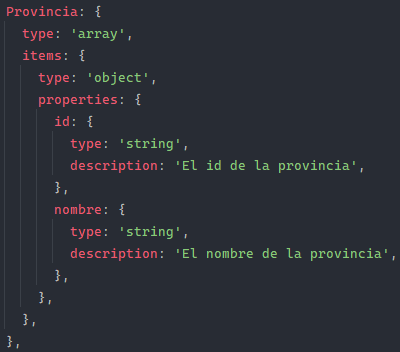 Provincia: {
type: 'array',
items: {
type: 'object',
properties: {
id: {
type: 'string',
description: 'El id de la provincia',
},
nombre: {
type: 'string',
description: 'El nombre de la provincia',
},
},
},
},